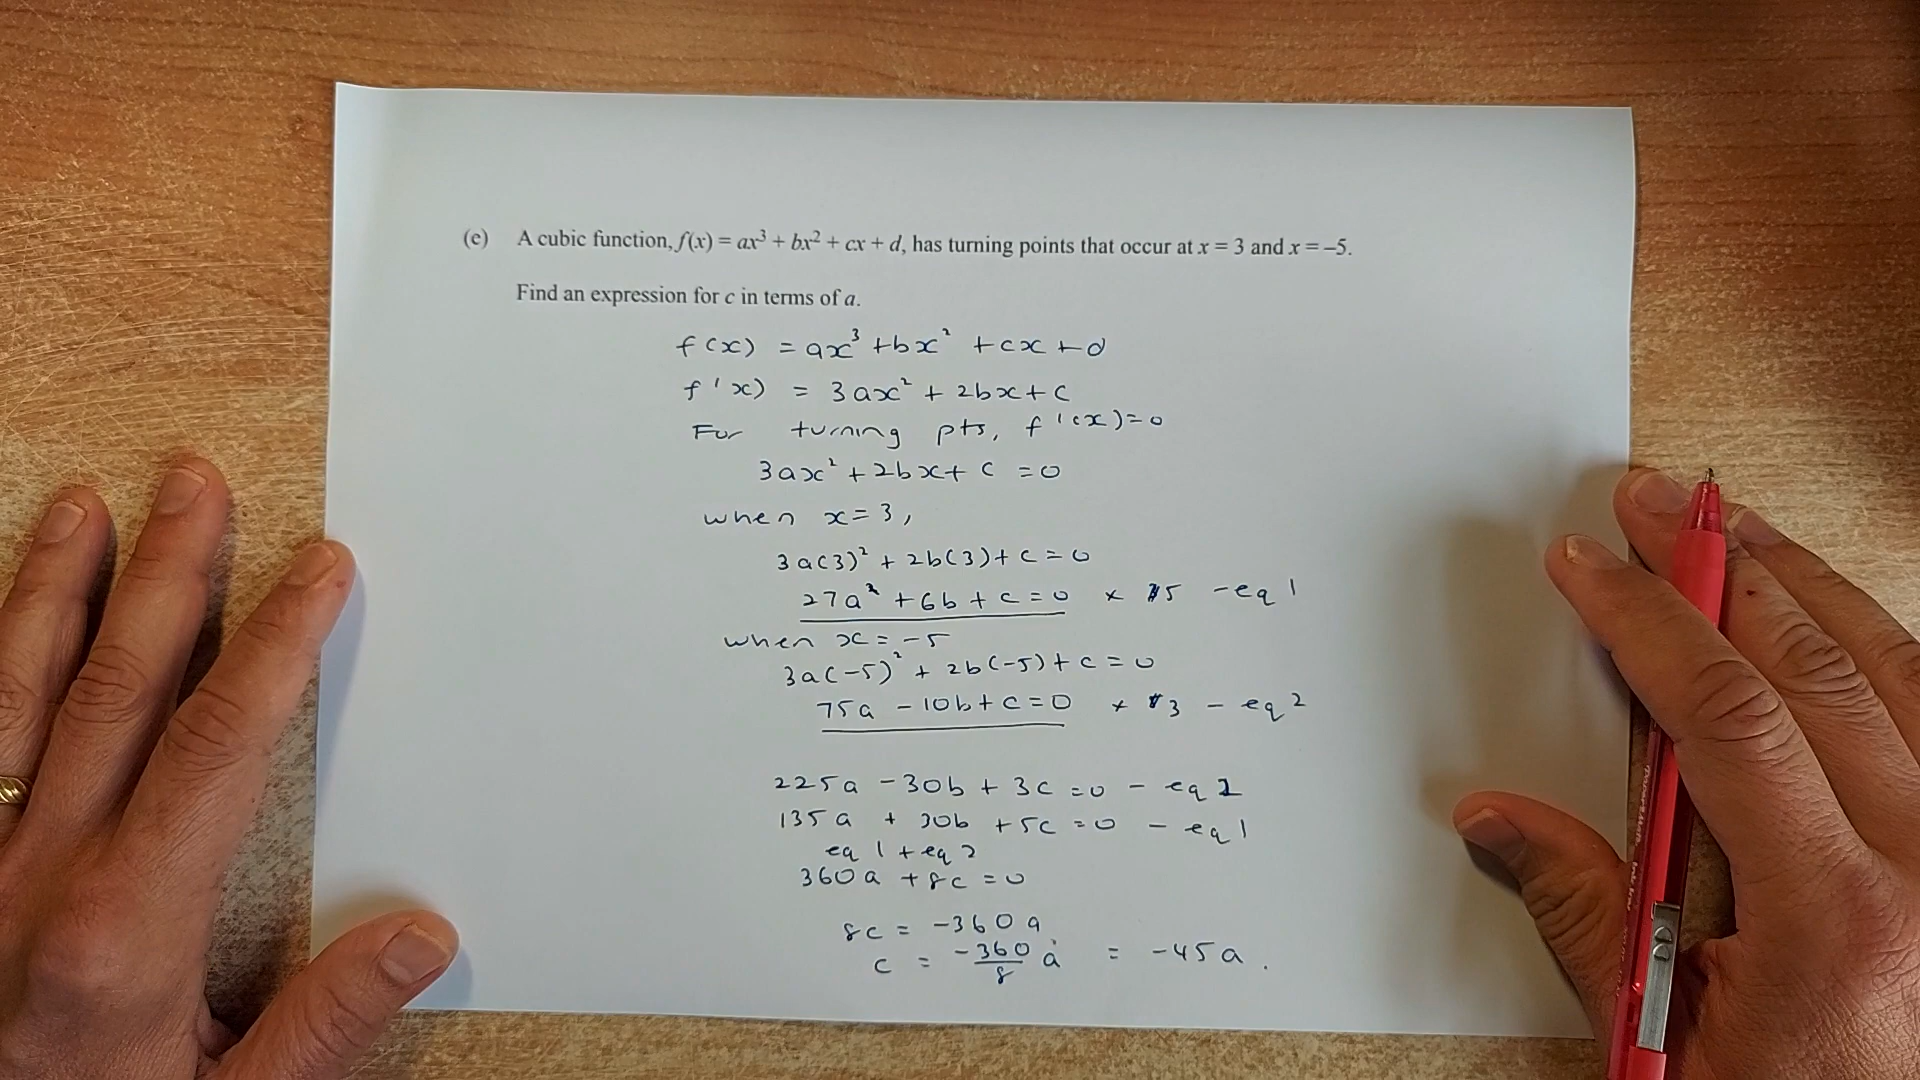 (e) A cubic function, f(x) = ax³ + bx² + cx + d, has turning points that occur at x = 3 and x = –5.
Find an expression for c in terms of a.
f(x) = ax³ + bx² + cx + d
f'x) = 3ax² + 2bx + c
For turning pts, f'(x) = 0
3ax² + 2bx + c = 0
when x = 3,
3a(3)² + 2b(3) + c = 0
27a² + 6b + c = 0 × 5 - eq 1
when x = -5
3a(-5)² + 2b(-5) + c = 0
75a - 10b + c = 0 × 3 - eq 2
225a - 30b + 3c = 0 - eq 2
135a + 30b + 5c = 0 - eq 1
eq 1 + eq 2
360a + 8c = 0
8c = -360a
c = -360/8 a = -45a.